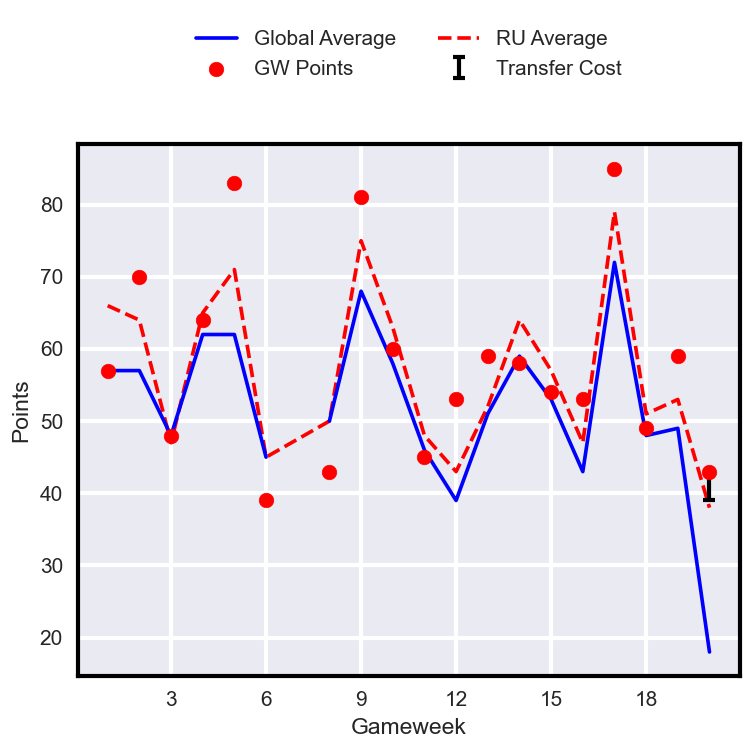 Global Average
RU Average
GW Points
Transfer Cost
80
70
60
50
40
30
20
Points
3
6
9
12
15
18
Gameweek